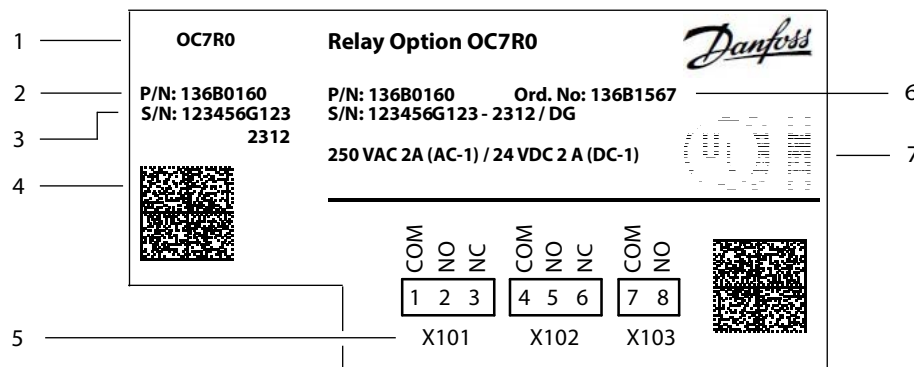 1
OC7R0
Relay Option OC7R0
Danfoss
2
P/N: 136B0160
P/N: 136B0160 Ord. No: 136B1567
6
3
S/N: 123456G123
S/N: 123456G123 - 2312 / DG
2312
250 VAC 2A (AC-1) / 24 VDC 2 A (DC-1)
7
4
COM NO NC COM NO NC COM NO
1 2 3 4 5 6 7 8
5
X101 X102 X103